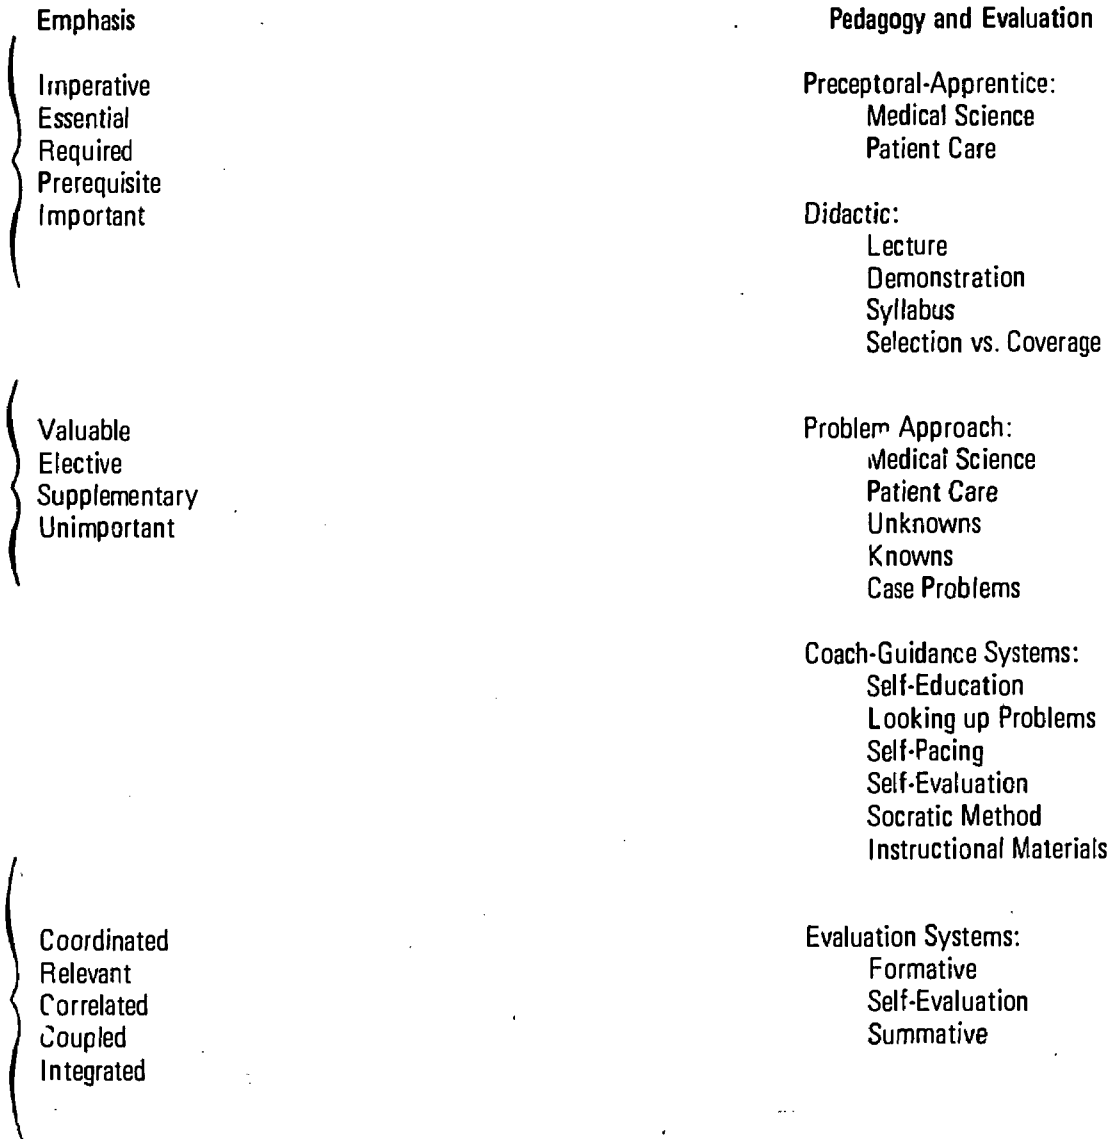 Emphasis
Imperative
Essential
Required
Prerequisite
Important
Valuable
Elective
Supplementary
Unimportant
Coordinated
Relevant
Correlated
Coupled
Integrated
Pedagogy and Evaluation
Preceptoral-Apprentice:
Medical Science
Patient Care
Didactic:
Lecture
Demonstration
Syllabus
Selection vs. Coverage
Problem Approach:
Medical Science
Patient Care
Unknowns
Knowns
Case Problems
Coach-Guidance Systems:
Self-Education
Looking up Problems
Self-Pacing
Self-Evaluation
Socratic Method
Instructional Materials
Evaluation Systems:
Formative
Self-Evaluation
Summative